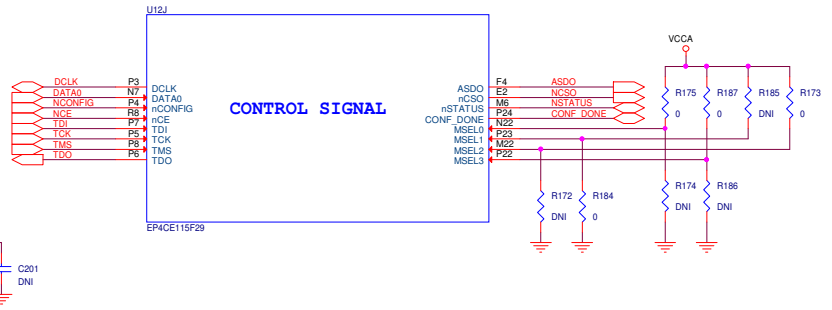 U12J
VCCA
DCLK P3 DCLK
DATA0 N7 DATA0
NCONFIG P4 nCONFIG
NCE R8 nCE
TDI P7 TDI
TCK P5 TCK
TMS P8 TMS
TDO P6 TDO
CONTROL SIGNAL
ASDO F4 ASDO
nCSO E2 NCSO
nSTATUS M6 NSTATUS
CONF_DONE P24 CONF_DONE
MSEL0 N22
MSEL1 P23
MSEL2 M22
MSEL3 P22
R175 R187 R185 R173
0 0 DNI 0
R172 R184 R174 R186
DNI 0 DNI DNI
EP4CE115F29
C201
DNI